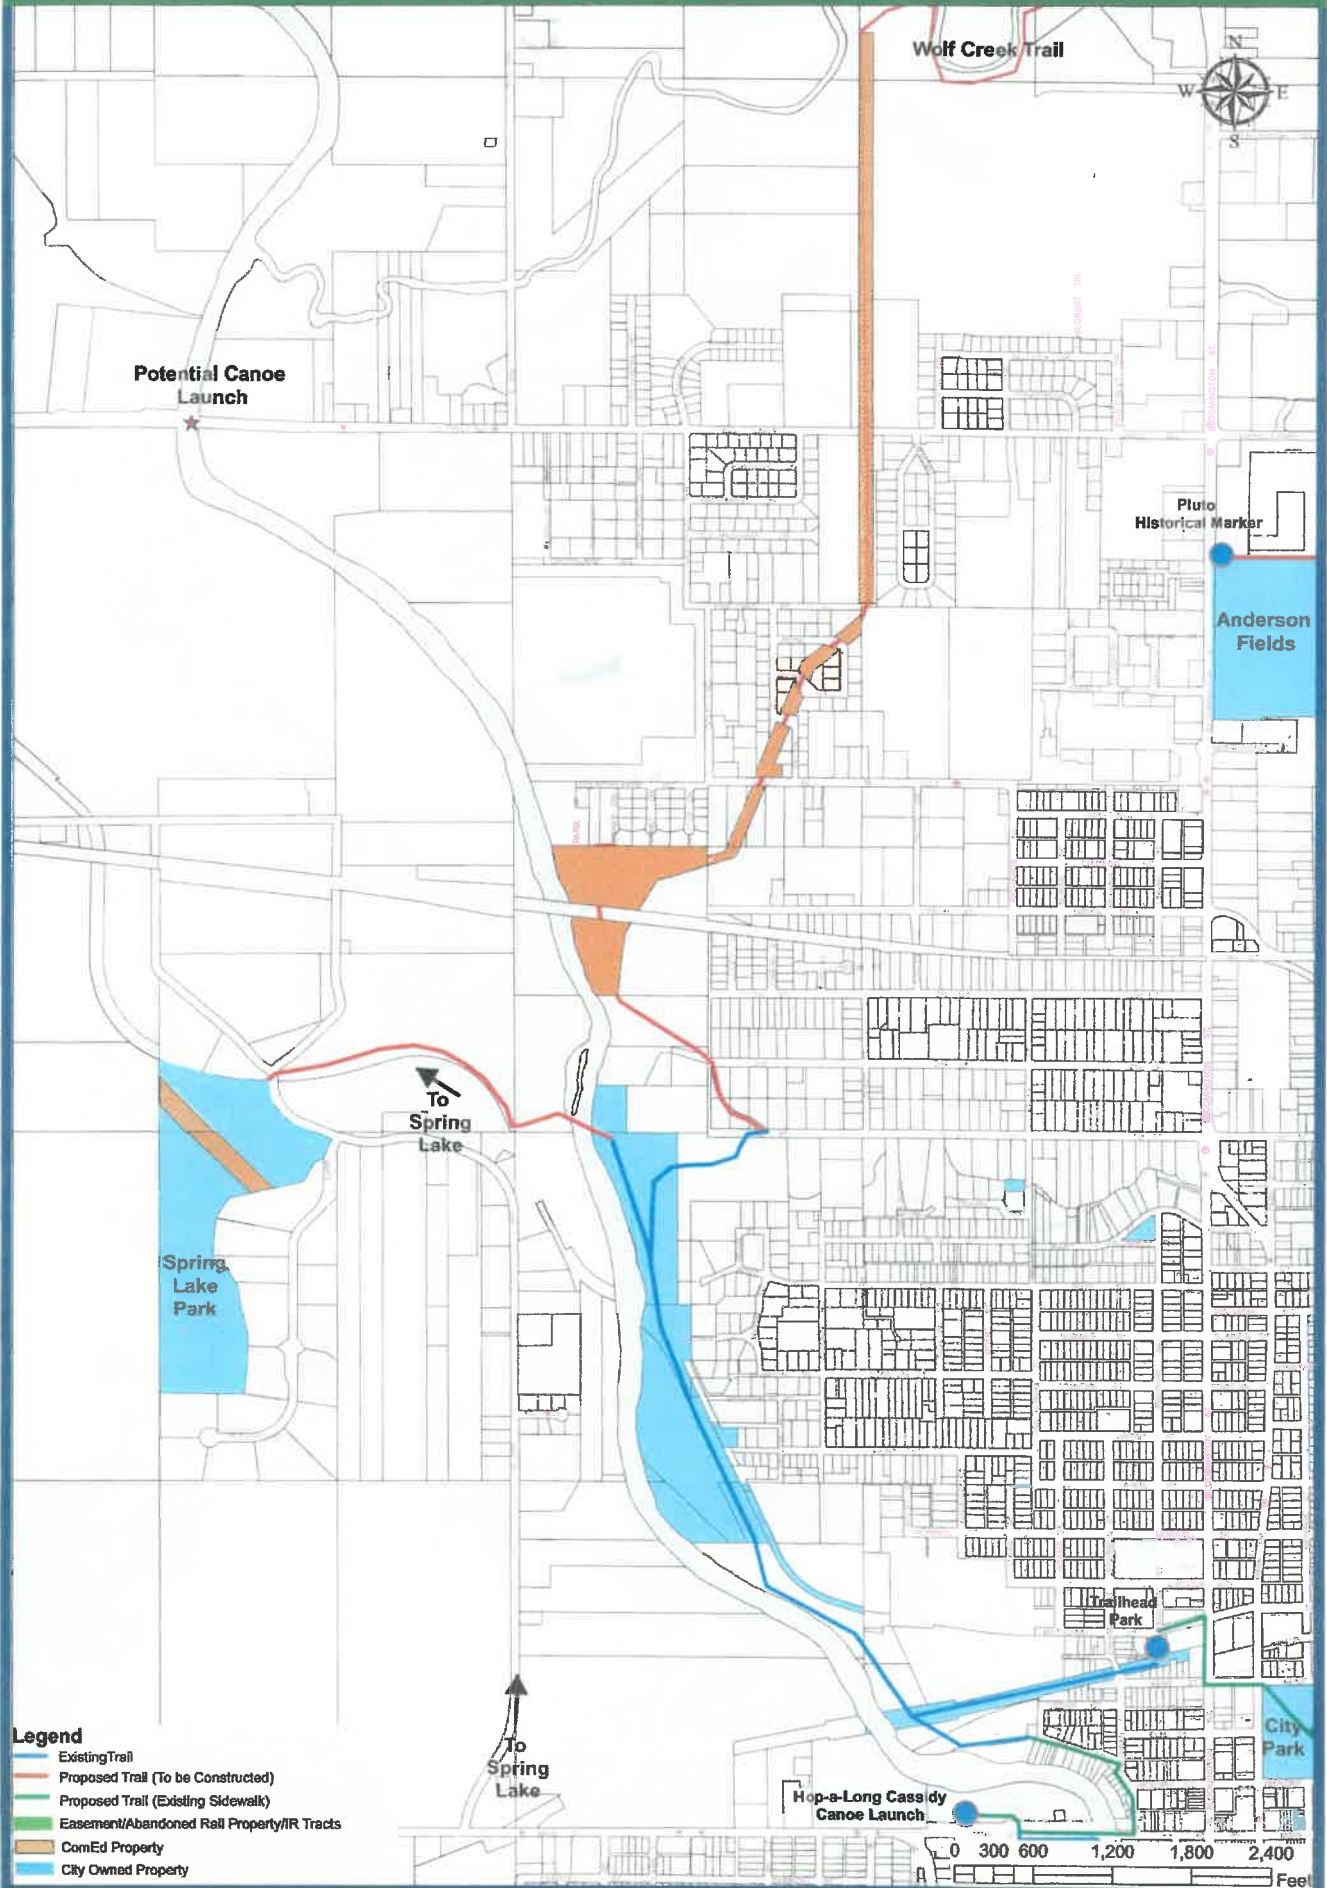 Wolf Creek Trail
N
W
E
S
Potential Canoe
Launch
Pluto
Historical Marker
Anderson
Fields
PARK
To
Spring
Lake
Spring
Lake
Park
Trailhead
Park
City
Park
To
Spring
Lake
Hop-a-Long Cassidy
Canoe Launch
Legend
ExistingTrail
Proposed Trail (To be Constructed)
Proposed Trail (Existing Sidewalk)
Easement/Abandoned Rail Property/IR Tracts
ComEd Property
City Owned Property
0 300 600 1,200 1,800 2,400
Feet